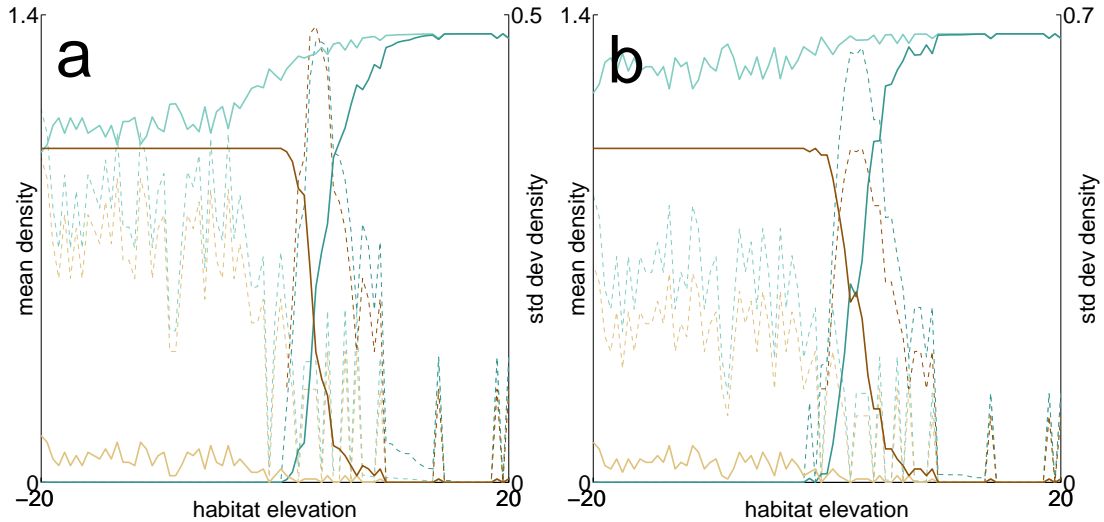 1.4
a
0.5
mean density
std dev density
0
0
−20
habitat elevation
20
1.4
b
0.7
mean density
std dev density
0
0
−20
habitat elevation
20